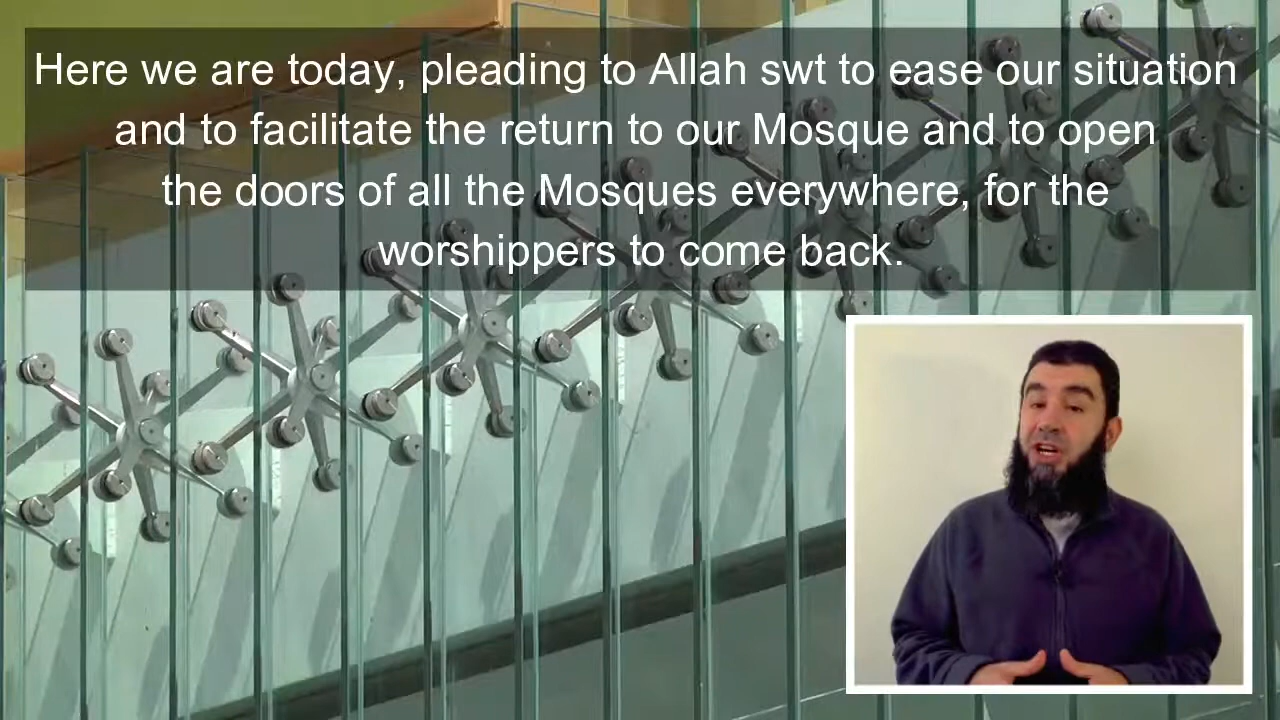 Here we are today, pleading to Allah swt to ease our situation
and to facilitate the return to our Mosque and to open
the doors of all the Mosques everywhere, for the
worshippers to come back.